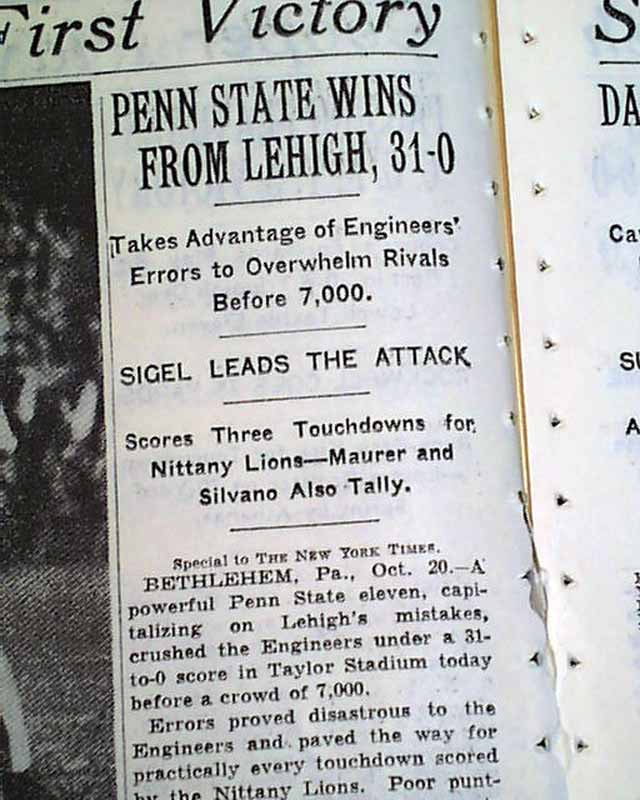 First Victory
PENN STATE WINS
FROM LEHIGH, 31-0
Takes Advantage of Engineers'
Errors to Overwhelm Rivals
Before 7,000.
SIGEL LEADS THE ATTACK
Scores Three Touchdowns for
Nittany Lions—Maurer and
Silvano Also Tally.
Special to THE NEW YORK TIMES.
BETHLEHEM, Pa., Oct. 20.—A
powerful Penn State eleven, capi-
talizing on Lehigh's mistakes,
crushed the Engineers under a 31-
to-0 score in Taylor Stadium today
before a crowd of 7,000.
Errors proved disastrous to the
Engineers and paved the way for
practically every touchdown scored
by the Nittany Lions. Poor punt-
S
DA
Ca
SU
A